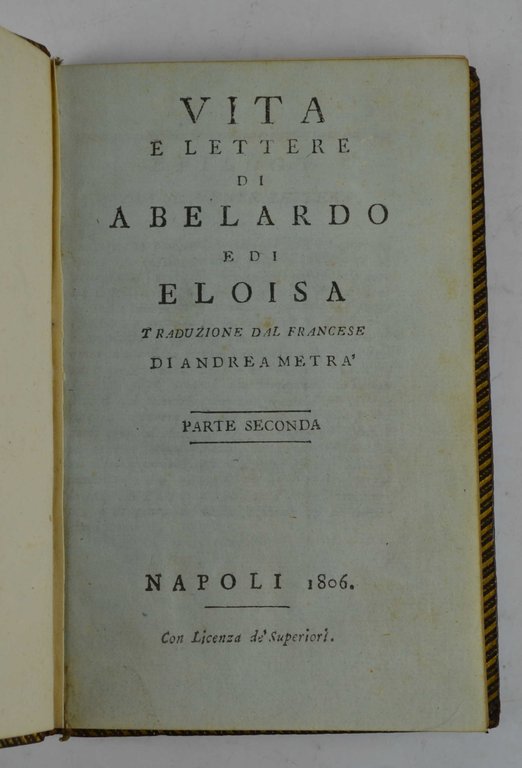 VITA
E LETTERE
DI
ABELARDO
E DI
ELOISA
TRADUZIONE DAL FRANCESE
DI ANDREA METRA'
PARTE SECONDA
NAPOLI 1806.
Con Licenza de' Superiori.